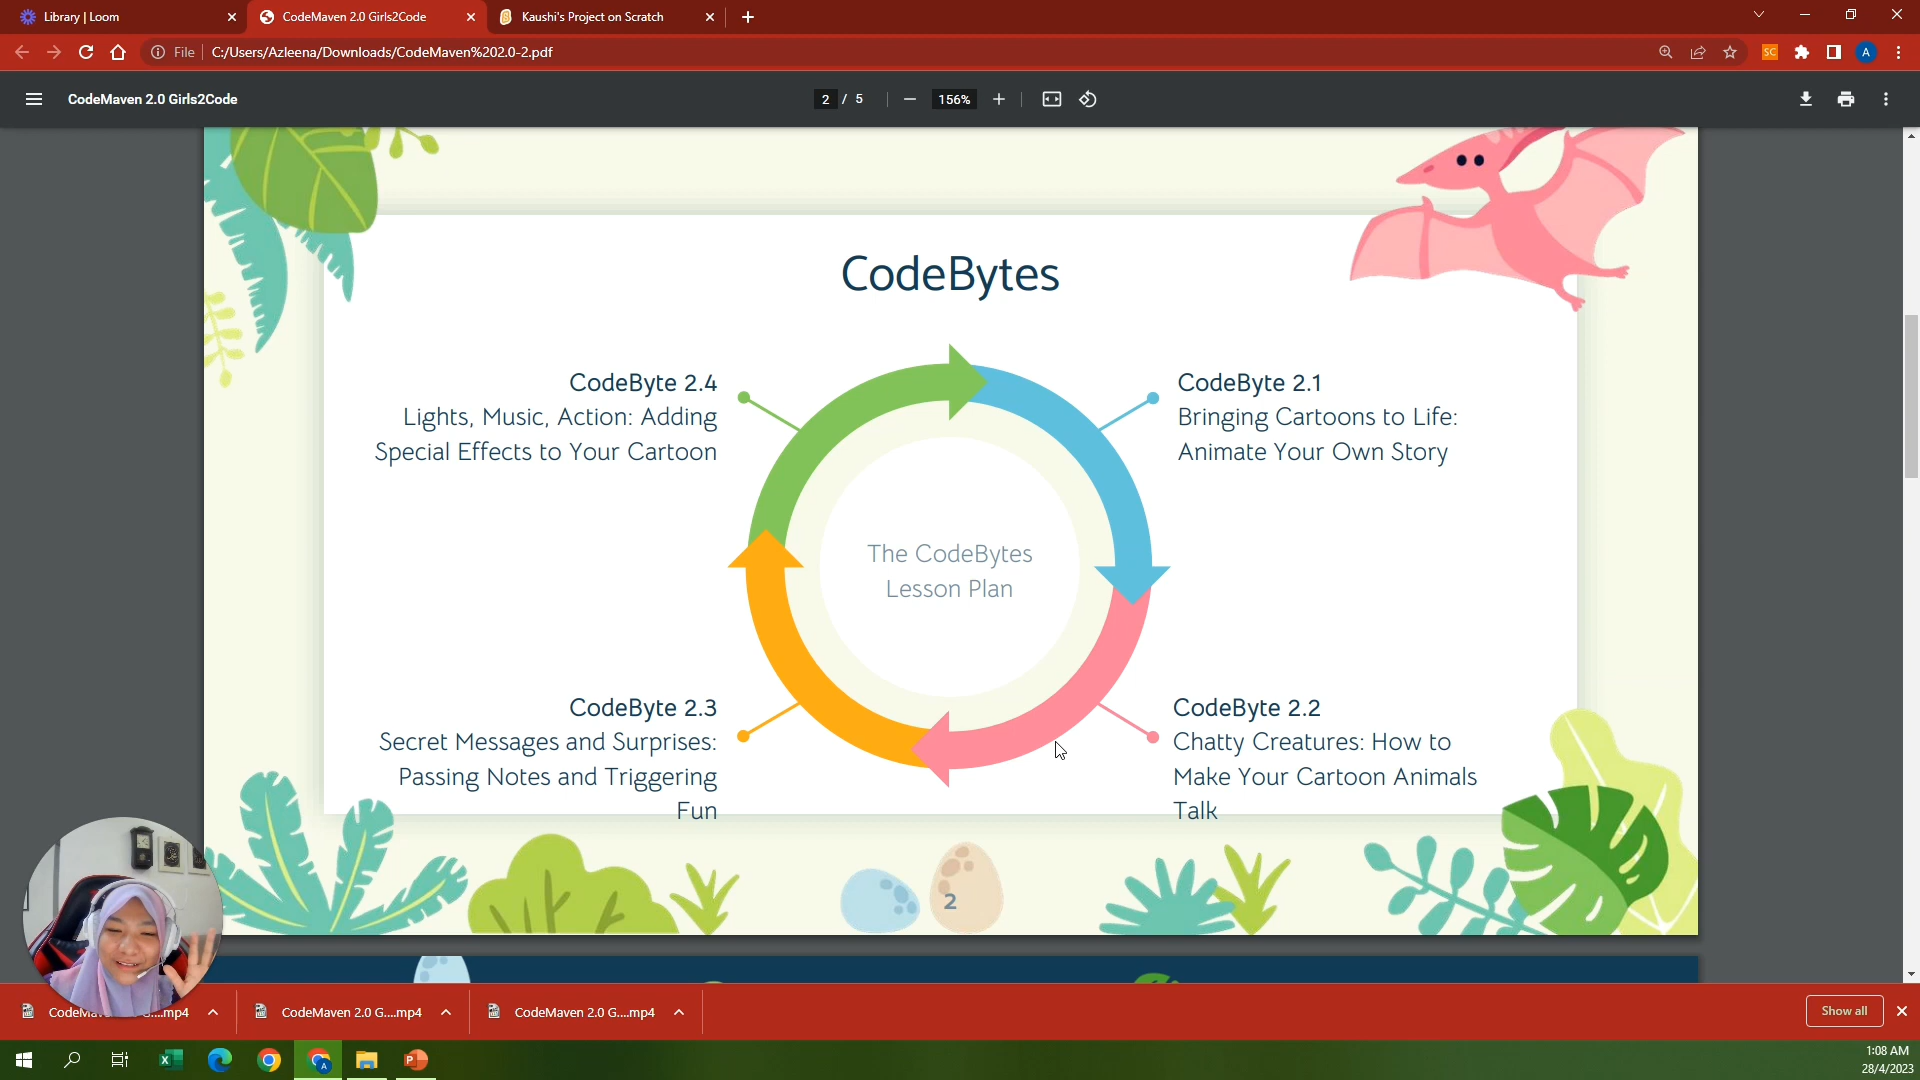 Library | Loom
CodeMaven 2.0 Girls2Code
Kaushi's Project on Scratch
File
C:/Users/Azleena/Downloads/CodeMaven%202.0-2.pdf
SC
A
CodeMaven 2.0 Girls2Code
2 / 5
156%
CodeBytes
CodeByte 2.4
Lights, Music, Action: Adding
Special Effects to Your Cartoon
CodeByte 2.1
Bringing Cartoons to Life:
Animate Your Own Story
The CodeBytes
Lesson Plan
CodeByte 2.3
Secret Messages and Surprises:
Passing Notes and Triggering
Fun
CodeByte 2.2
Chatty Creatures: How to
Make Your Cartoon Animals
Talk
2
CodeMaven 2.0 G....mp4
CodeMaven 2.0 G....mp4
Show all
1:08 AM
28/4/2023